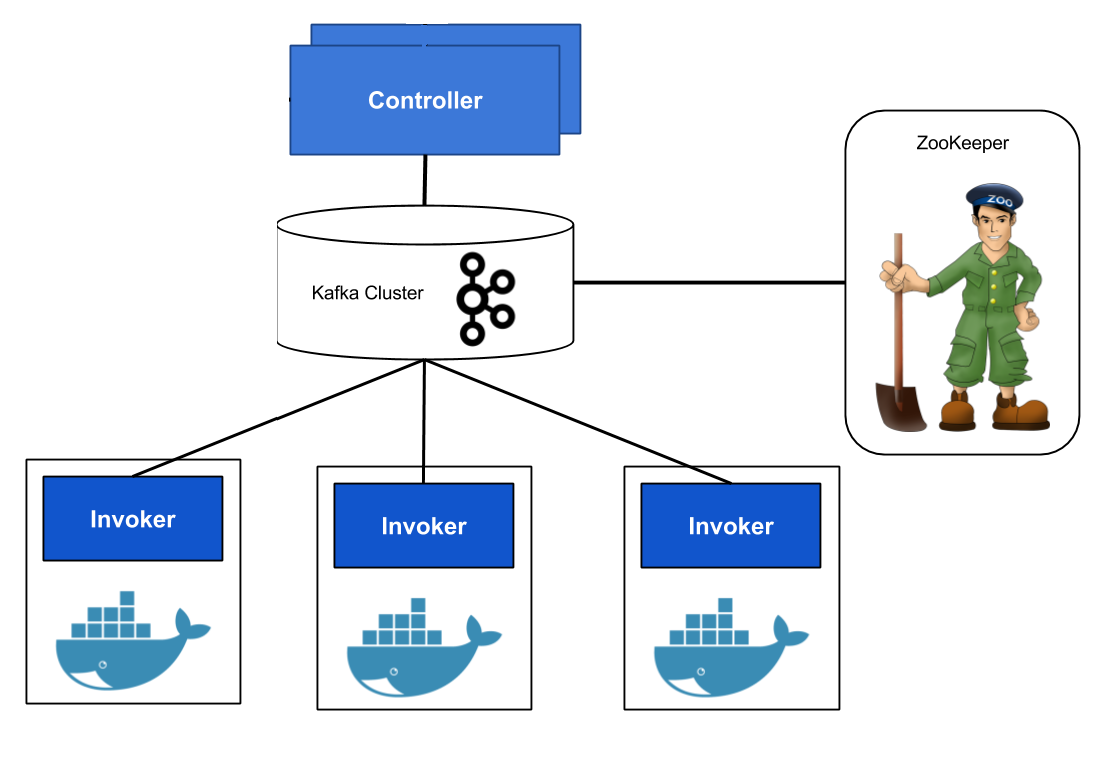 Controller
ZooKeeper
ZOO
Kafka Cluster
Invoker
Invoker
Invoker